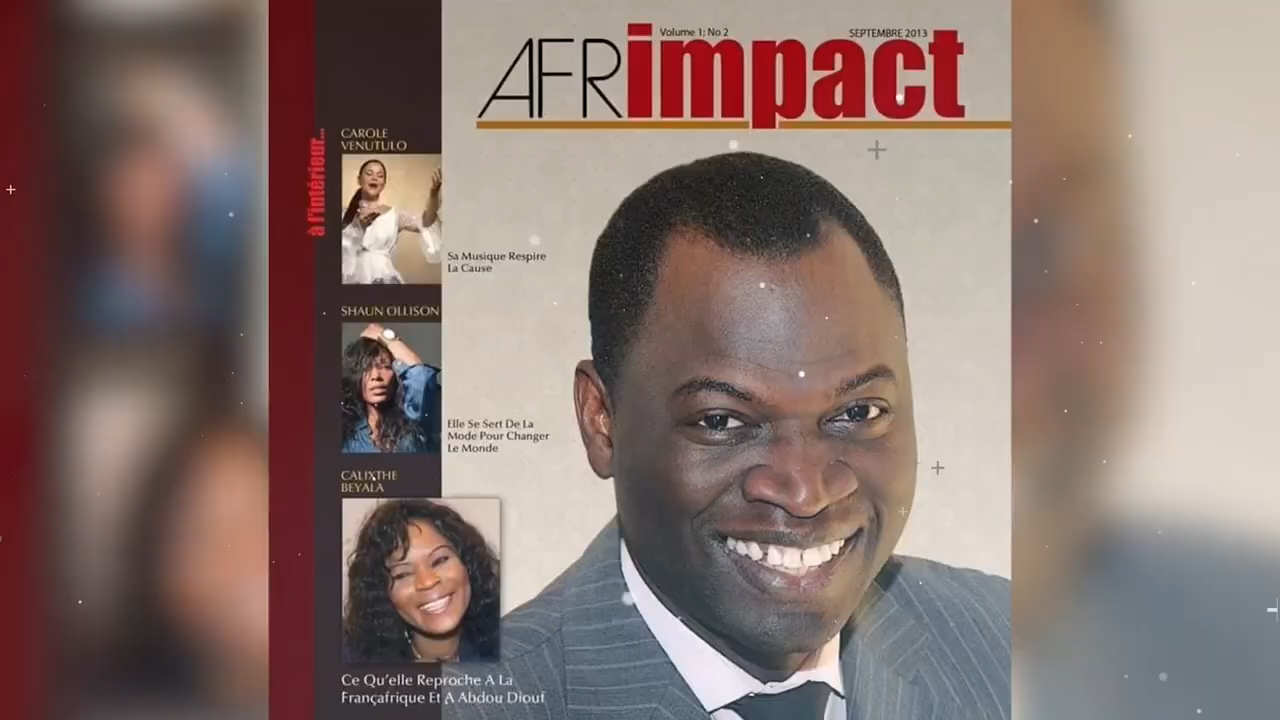 Volume 1; No 2
SEPTEMBRE 2013
AFRimpact
à l'intérieur...
CAROLE
VENUTULO
Sa Musique Respire
La Cause
SHAUN OLLISON
Elle Se Sert De La
Mode Pour Changer
Le Monde
CALIXTHE
BEYALA
Ce Qu'elle Reproche A La
Françafrique Et A Abdou Diouf